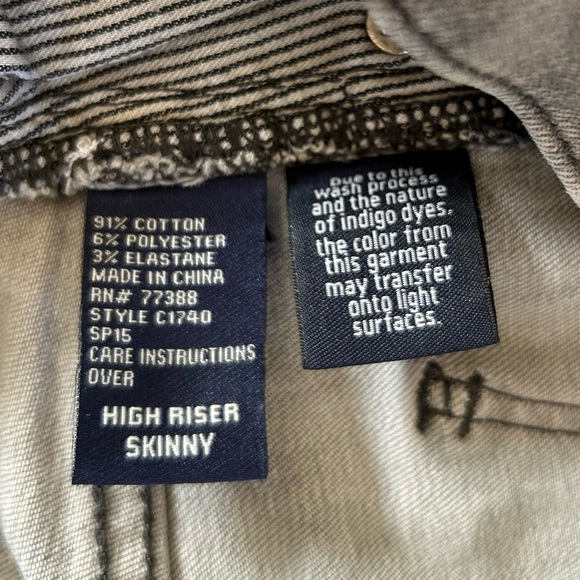 91% COTTON
6% POLYESTER
3% ELASTANE
MADE IN CHINA
RN# 77388
STYLE C1740
SP15
CARE INSTRUCTIONS
OVER
HIGH RISER
SKINNY
Due to this
wash process
and the nature
of indigo dyes,
the color from
this garment
may transfer
onto light
surfaces.